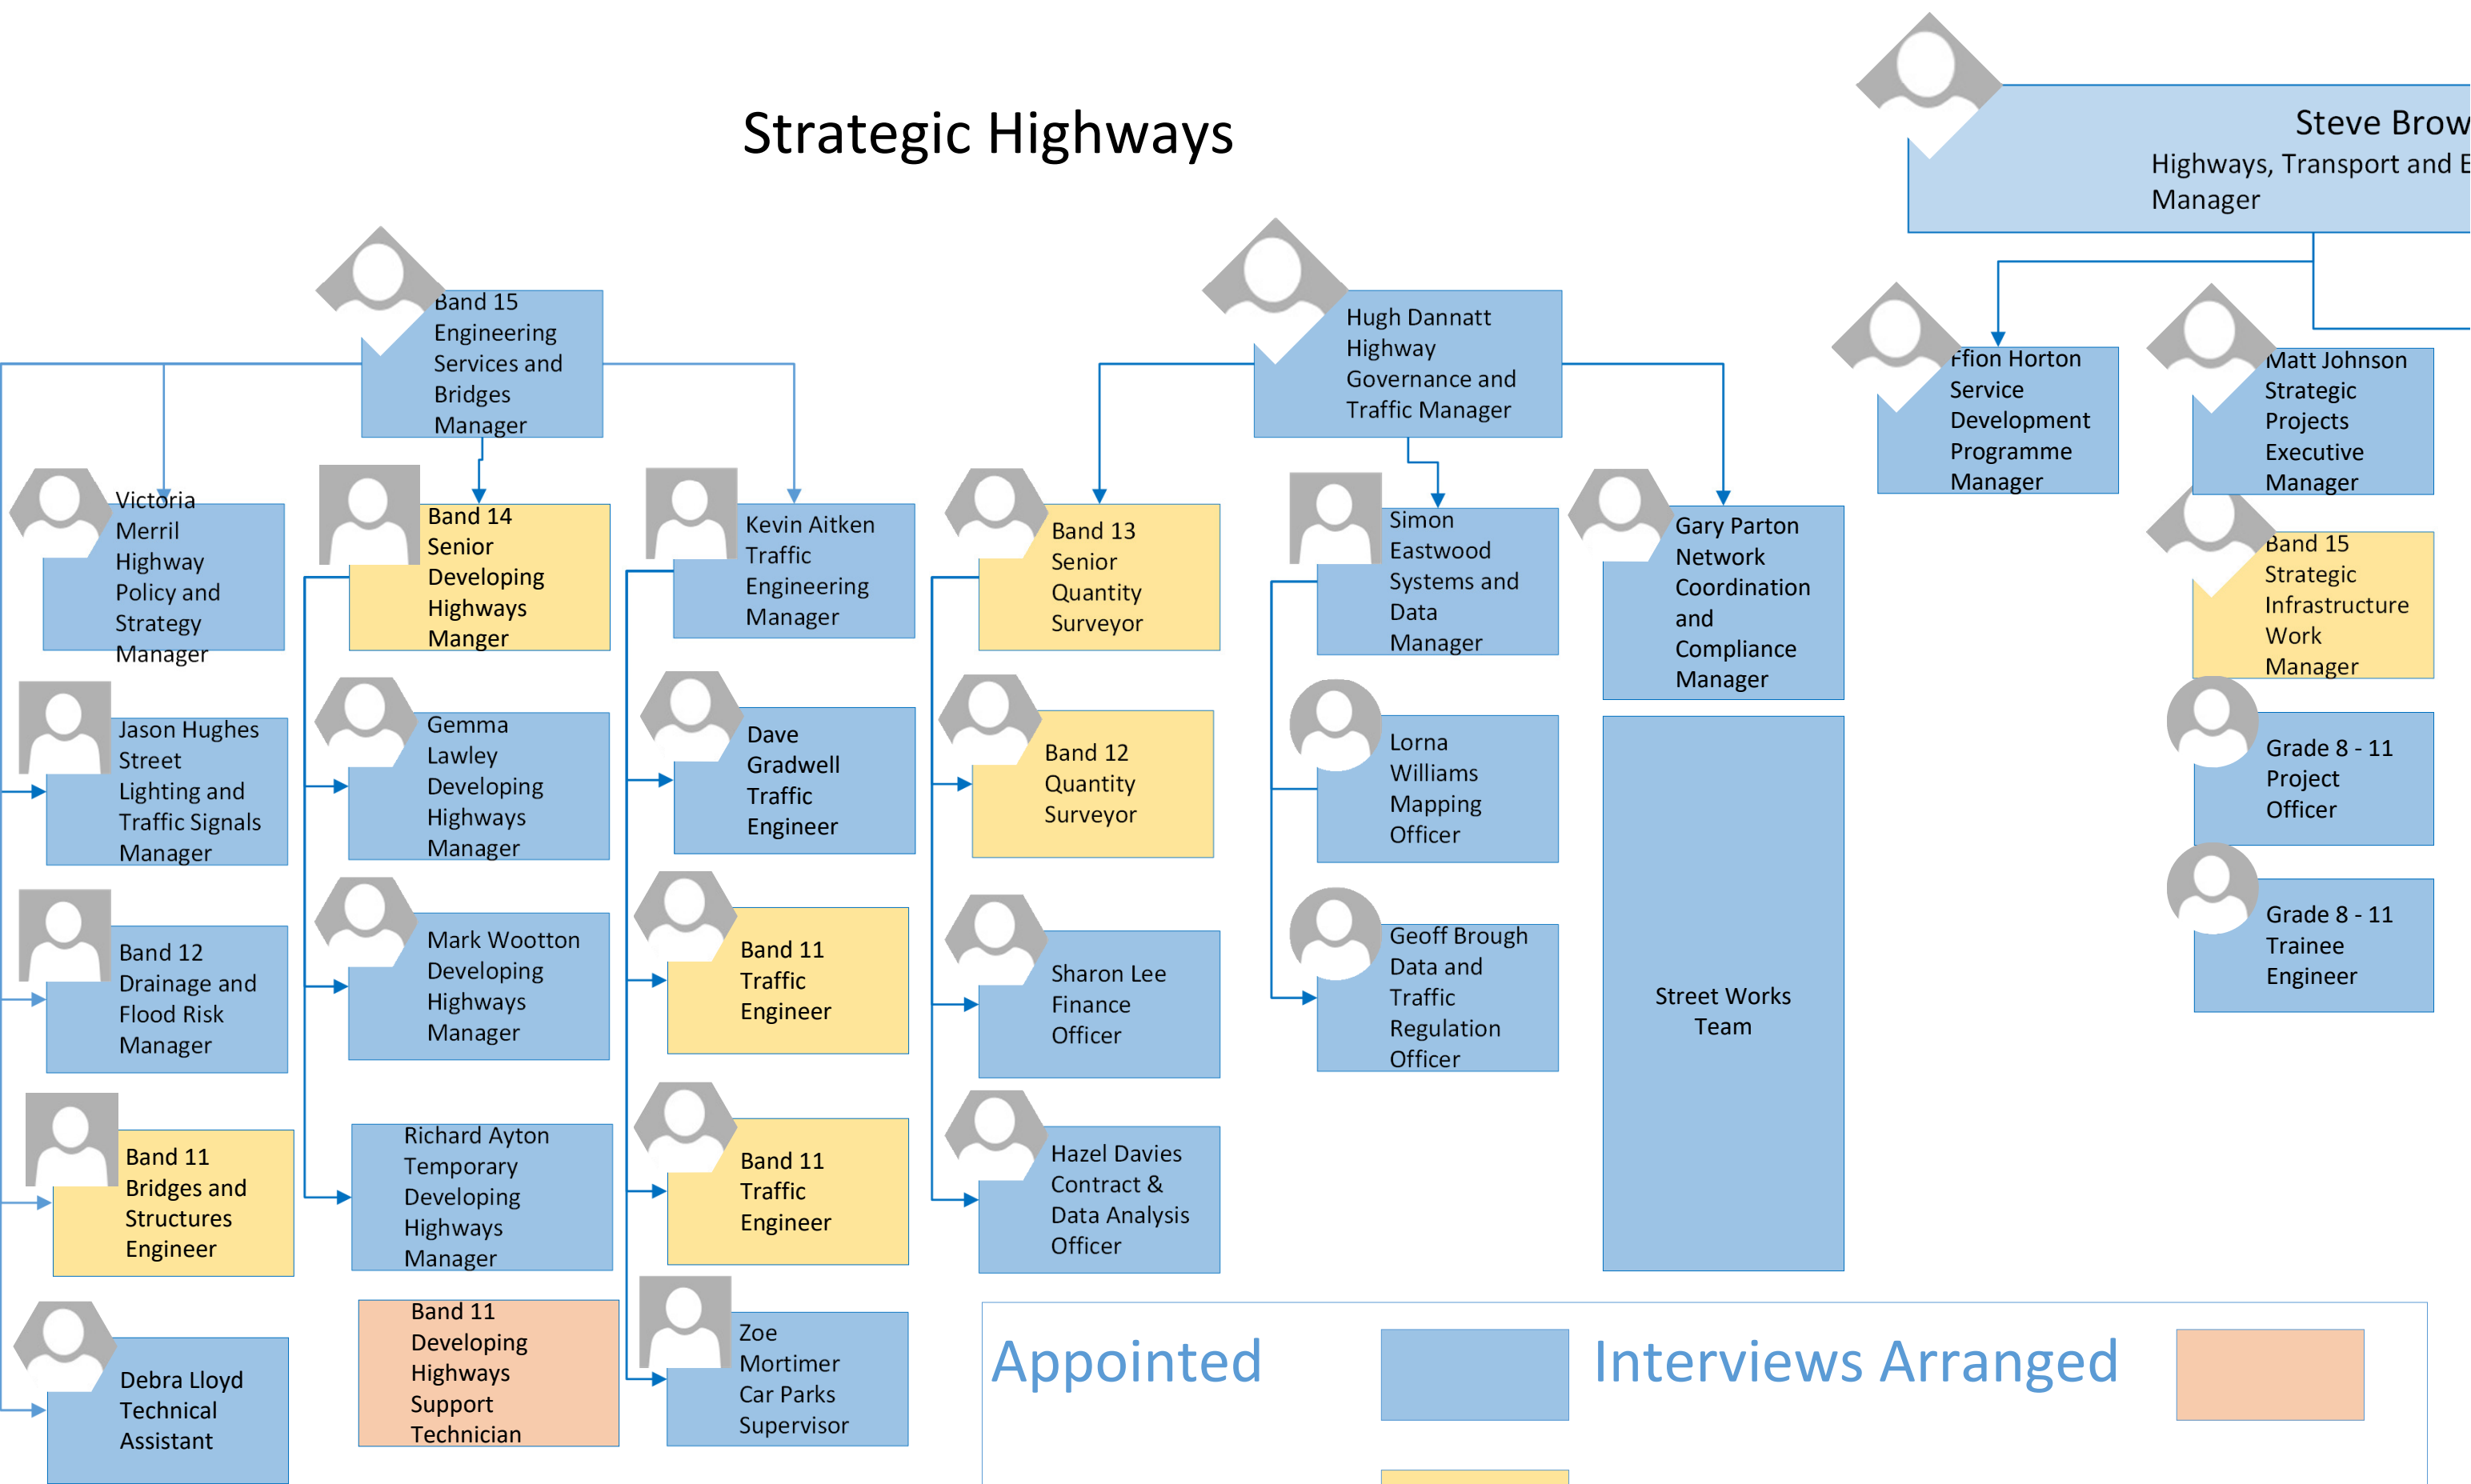 Strategic Highways
Steve Brow
Highways, Transport and E
Manager
Band 15
Engineering
Services and
Bridges
Manager
Hugh Dannatt
Highway
Governance and
Traffic Manager
Ffion Horton
Service
Development
Programme
Manager
Matt Johnson
Strategic
Projects
Executive
Manager
Victoria
Merril
Highway
Policy and
Strategy
Manager
Band 14
Senior
Developing
Highways
Manger
Kevin Aitken
Traffic
Engineering
Manager
Band 13
Senior
Quantity
Surveyor
Simon
Eastwood
Systems and
Data
Manager
Gary Parton
Network
Coordination
and
Compliance
Manager
Band 15
Strategic
Infrastructure
Work
Manager
Jason Hughes
Street
Lighting and
Traffic Signals
Manager
Gemma
Lawley
Developing
Highways
Manager
Dave
Gradwell
Traffic
Engineer
Band 12
Quantity
Surveyor
Lorna
Williams
Mapping
Officer
Street Works
Team
Grade 8 - 11
Project
Officer
Band 12
Drainage and
Flood Risk
Manager
Mark Wootton
Developing
Highways
Manager
Band 11
Traffic
Engineer
Sharon Lee
Finance
Officer
Geoff Brough
Data and
Traffic
Regulation
Officer
Grade 8 - 11
Trainee
Engineer
Band 11
Bridges and
Structures
Engineer
Richard Ayton
Temporary
Developing
Highways
Manager
Band 11
Traffic
Engineer
Hazel Davies
Contract &
Data Analysis
Officer
Debra Lloyd
Technical
Assistant
Band 11
Developing
Highways
Support
Technician
Zoe
Mortimer
Car Parks
Supervisor
Appointed
Interviews Arranged